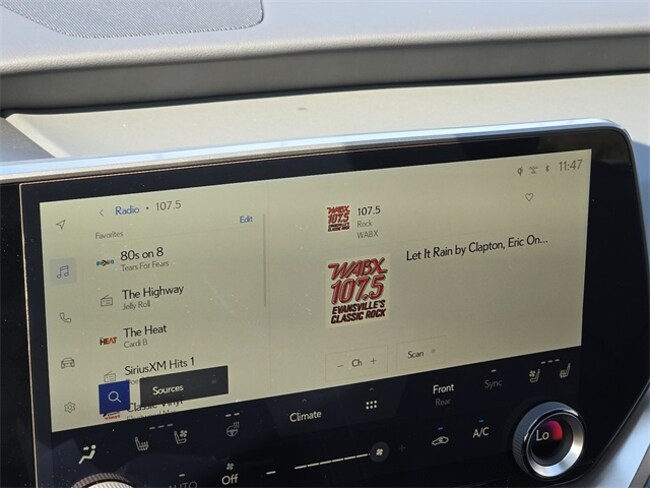 11:47
Radio • 107.5
Edit
Favorites
80s on 8
Tears For Fears
The Highway
Jelly Roll
HEAT
The Heat
Cardi B
SiriusXM Hits 1
Sources
WABX
107.5
107.5
Rock
WABX
WABX
107.5
EVANSVILLE'S
CLASSIC ROCK
Let It Rain by Clapton, Eric On...
– Ch +
Scan
Climate
Front
Rear
Sync
A/C
Lo
AUTO
Off